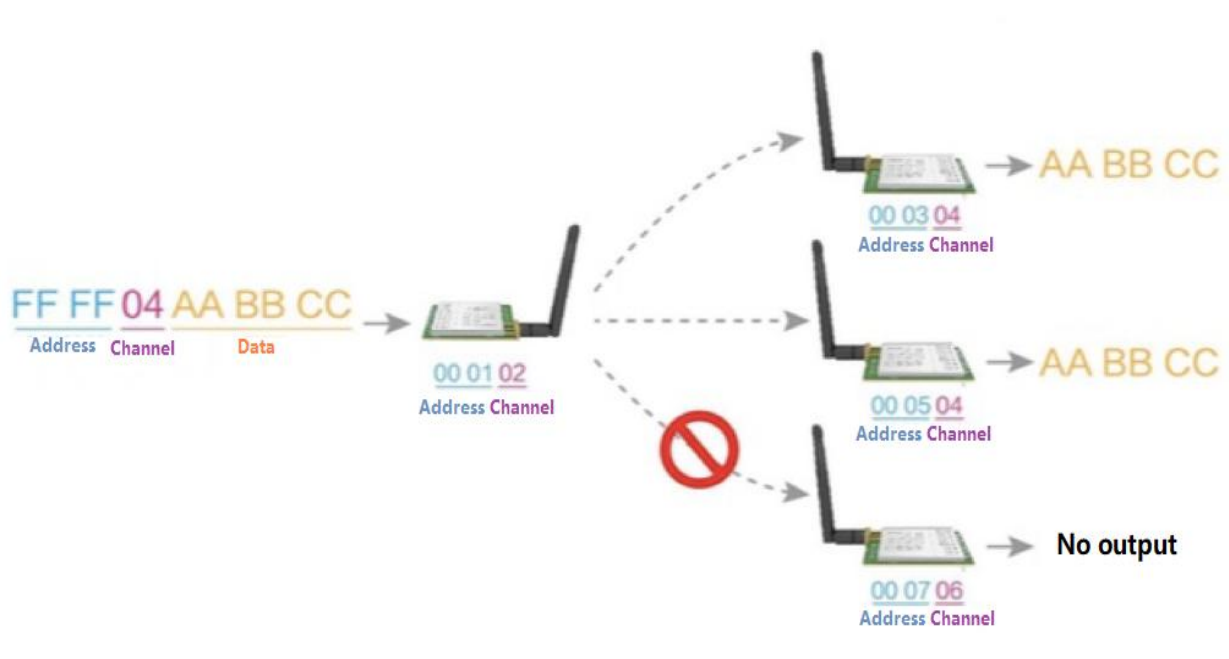 FF FF 04 AA BB CC
Address Channel Data
00 01 02
Address Channel
00 03 04
Address Channel
AA BB CC
00 05 04
Address Channel
AA BB CC
00 07 06
Address Channel
No output